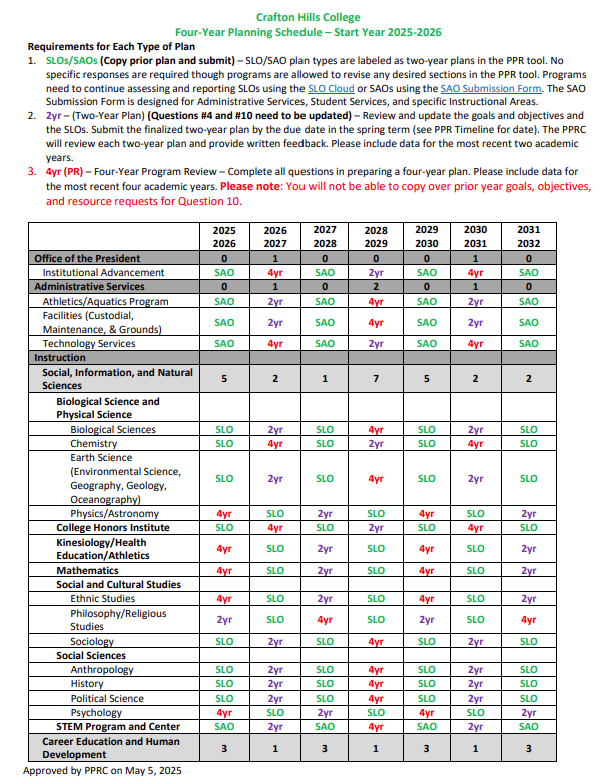 Crafton Hills College
Four-Year Planning Schedule – Start Year 2025-2026
Requirements for Each Type of Plan
1. SLOs/SAOs (Copy prior plan and submit) – SLO/SAO plan types are labeled as two-year plans in the PPR tool. No
specific responses are required though programs are allowed to revise any desired sections in the PPR tool. Programs
need to continue assessing and reporting SLOs using the SLO Cloud or SAOs using the SAO Submission Form. The SAO
Submission Form is designed for Administrative Services, Student Services, and specific Instructional Areas.
2. 2yr – (Two-Year Plan) (Questions #4 and #10 need to be updated) – Review and update the goals and objectives and
the SLOs. Submit the finalized two-year plan by the due date in the spring term (see PPR Timeline for date). The PPRC
will review each two-year plan and provide written feedback. Please include data for the most recent two academic
years.
3. 4yr (PR) – Four-Year Program Review – Complete all questions in preparing a four-year plan. Please include data for
the most recent four academic years. Please note: You will not be able to copy over prior year goals, objectives,
and resource requests for Question 10.
2025 2026 2027 2028 2029 2030 2031
2026 2027 2028 2029 2030 2031 2032
Office of the President 0 1 0 0 0 1 0
Institutional Advancement SAO 4yr SAO 2yr SAO 4yr SAO
Administrative Services 0 1 0 2 0 1 0
Athletics/Aquatics Program SAO 2yr SAO 4yr SAO 2yr SAO
Facilities (Custodial,
Maintenance, & Grounds) SAO 2yr SAO 4yr SAO 2yr SAO
Technology Services SAO 4yr SAO 2yr SAO 4yr SAO
Instruction
Social, Information, and Natural
Sciences 5 2 1 7 5 2 2
Biological Science and
Physical Science
Biological Sciences SLO 2yr SLO 4yr SLO 2yr SLO
Chemistry SLO 4yr SLO 2yr SLO 4yr SLO
Earth Science
(Environmental Science,
Geography, Geology,
Oceanography) SLO 2yr SLO 4yr SLO 2yr SLO
Physics/Astronomy 4yr SLO 2yr SLO 4yr SLO 2yr
College Honors Institute SLO 4yr SLO 2yr SLO 4yr SLO
Kinesiology/Health
Education/Athletics 4yr SLO 2yr SLO 4yr SLO 2yr
Mathematics 4yr SLO 2yr SLO 4yr SLO 2yr
Social and Cultural Studies
Ethnic Studies 4yr SLO 2yr SLO 4yr SLO 2yr
Philosophy/Religious
Studies 2yr SLO 4yr SLO 2yr SLO 4yr
Sociology SLO 2yr SLO 4yr SLO 2yr SLO
Social Sciences
Anthropology SLO 2yr SLO 4yr SLO 2yr SLO
History SLO 2yr SLO 4yr SLO 2yr SLO
Political Science SLO 2yr SLO 4yr SLO 2yr SLO
Psychology 4yr SLO 2yr SLO 4yr SLO 2yr
STEM Program and Center SAO 2yr SAO 4yr SAO 2yr SAO
Career Education and Human
Development 3 1 3 1 3 1 3
Approved by PPRC on May 5, 2025